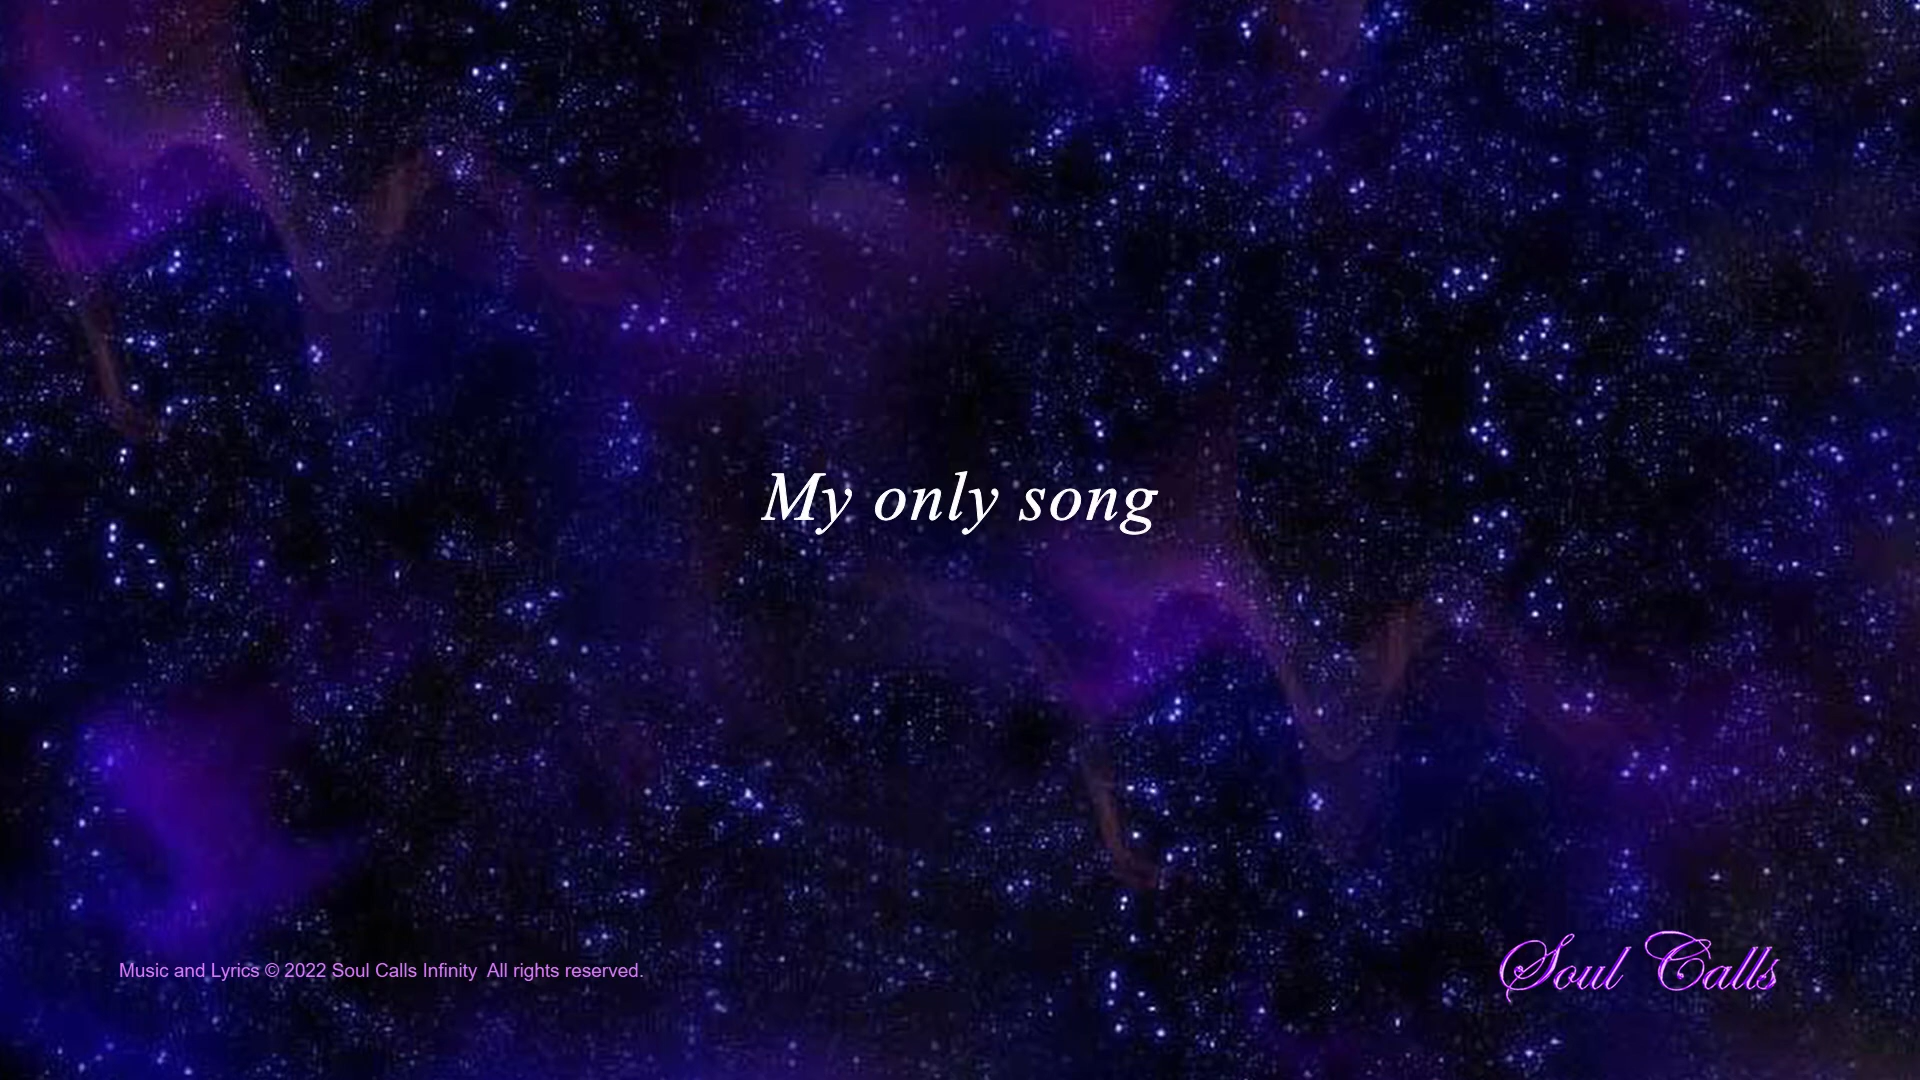 My only song
Music and Lyrics © 2022 Soul Calls Infinity  All rights reserved.
Soul Calls